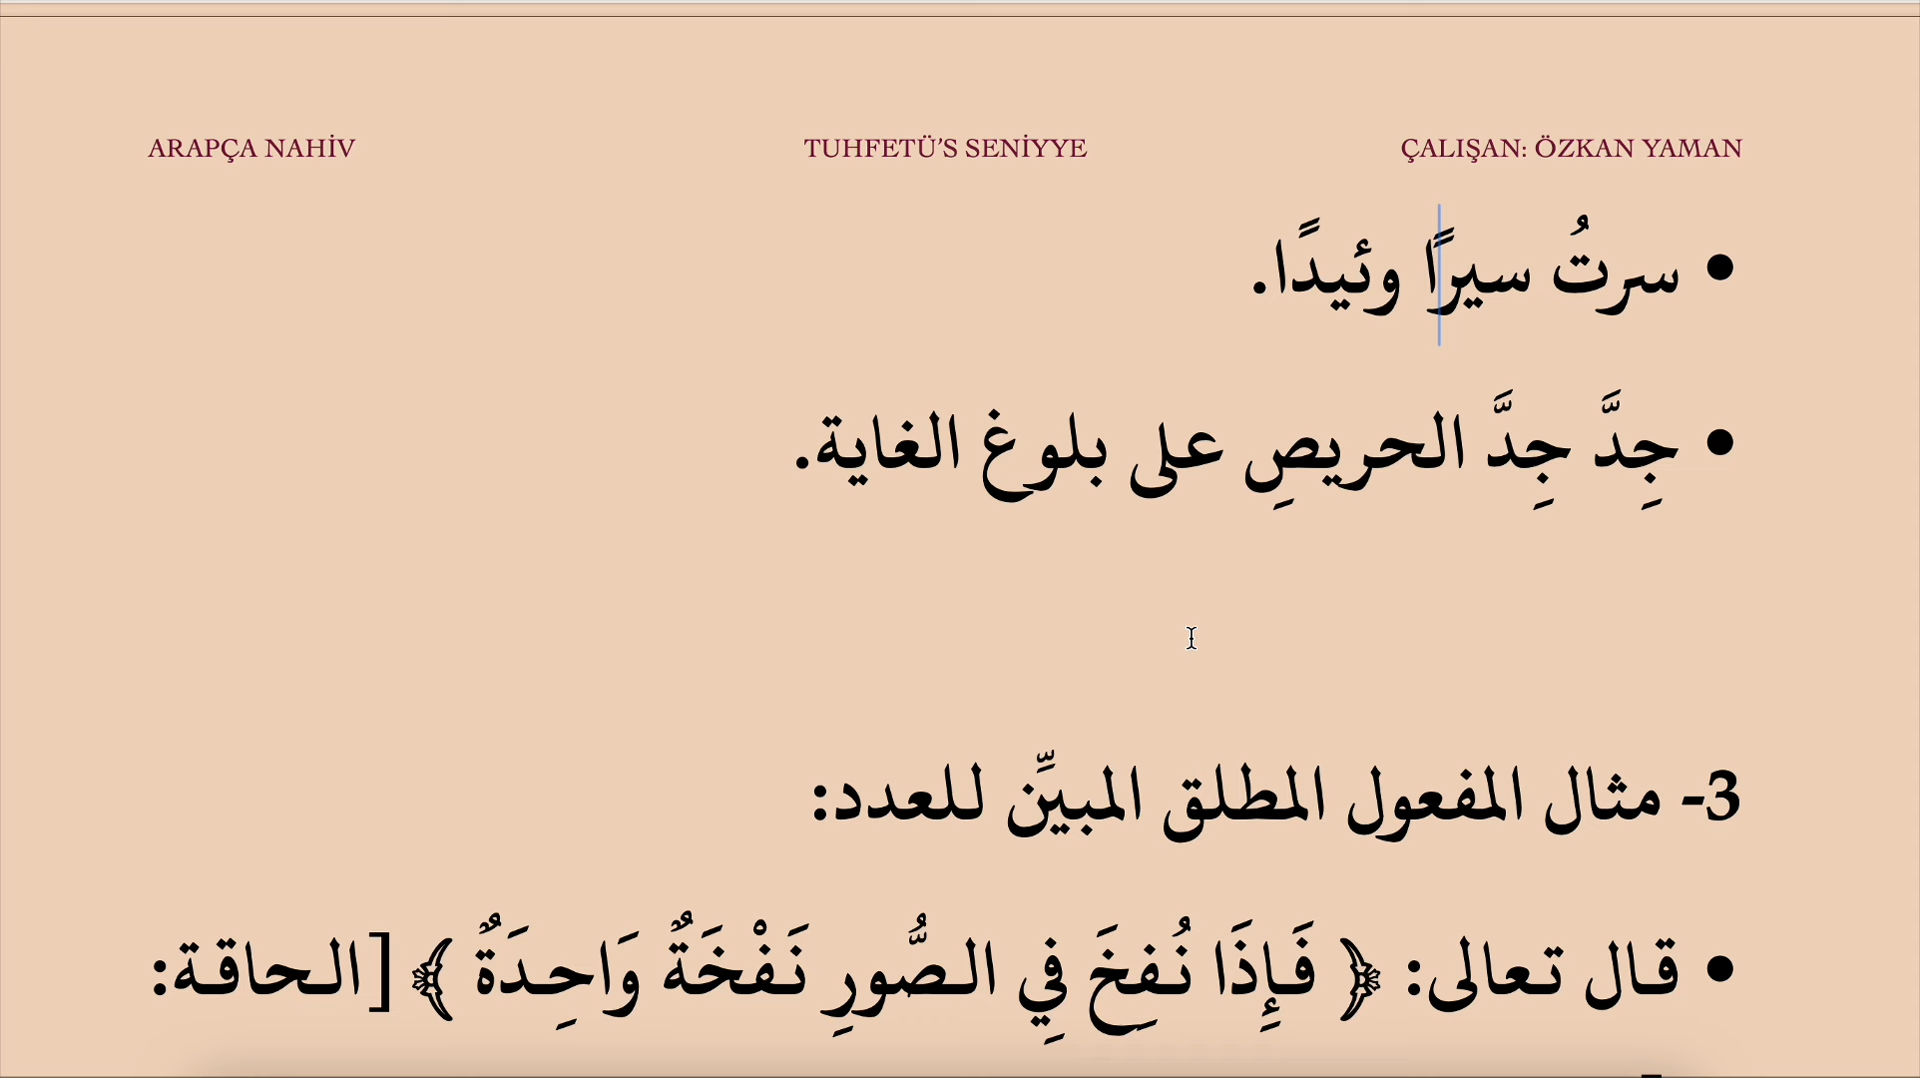 ARAPÇA NAHİV TUHFETÜ’S SENİYYE ÇALIŞAN: ÖZKAN YAMAN
• سرتُ سيرًا وئيدًا.
• جِدَّ جِدَّ الحريصِ على بلوغ الغاية.
3- مثال المفعول المطلق المبيِّن للعدد:
• قال تعالى: ﴿ فَإِذَا نُفِخَ فِي الصُّورِ نَفْخَةٌ وَاحِدَةٌ ﴾ [الحاقة: